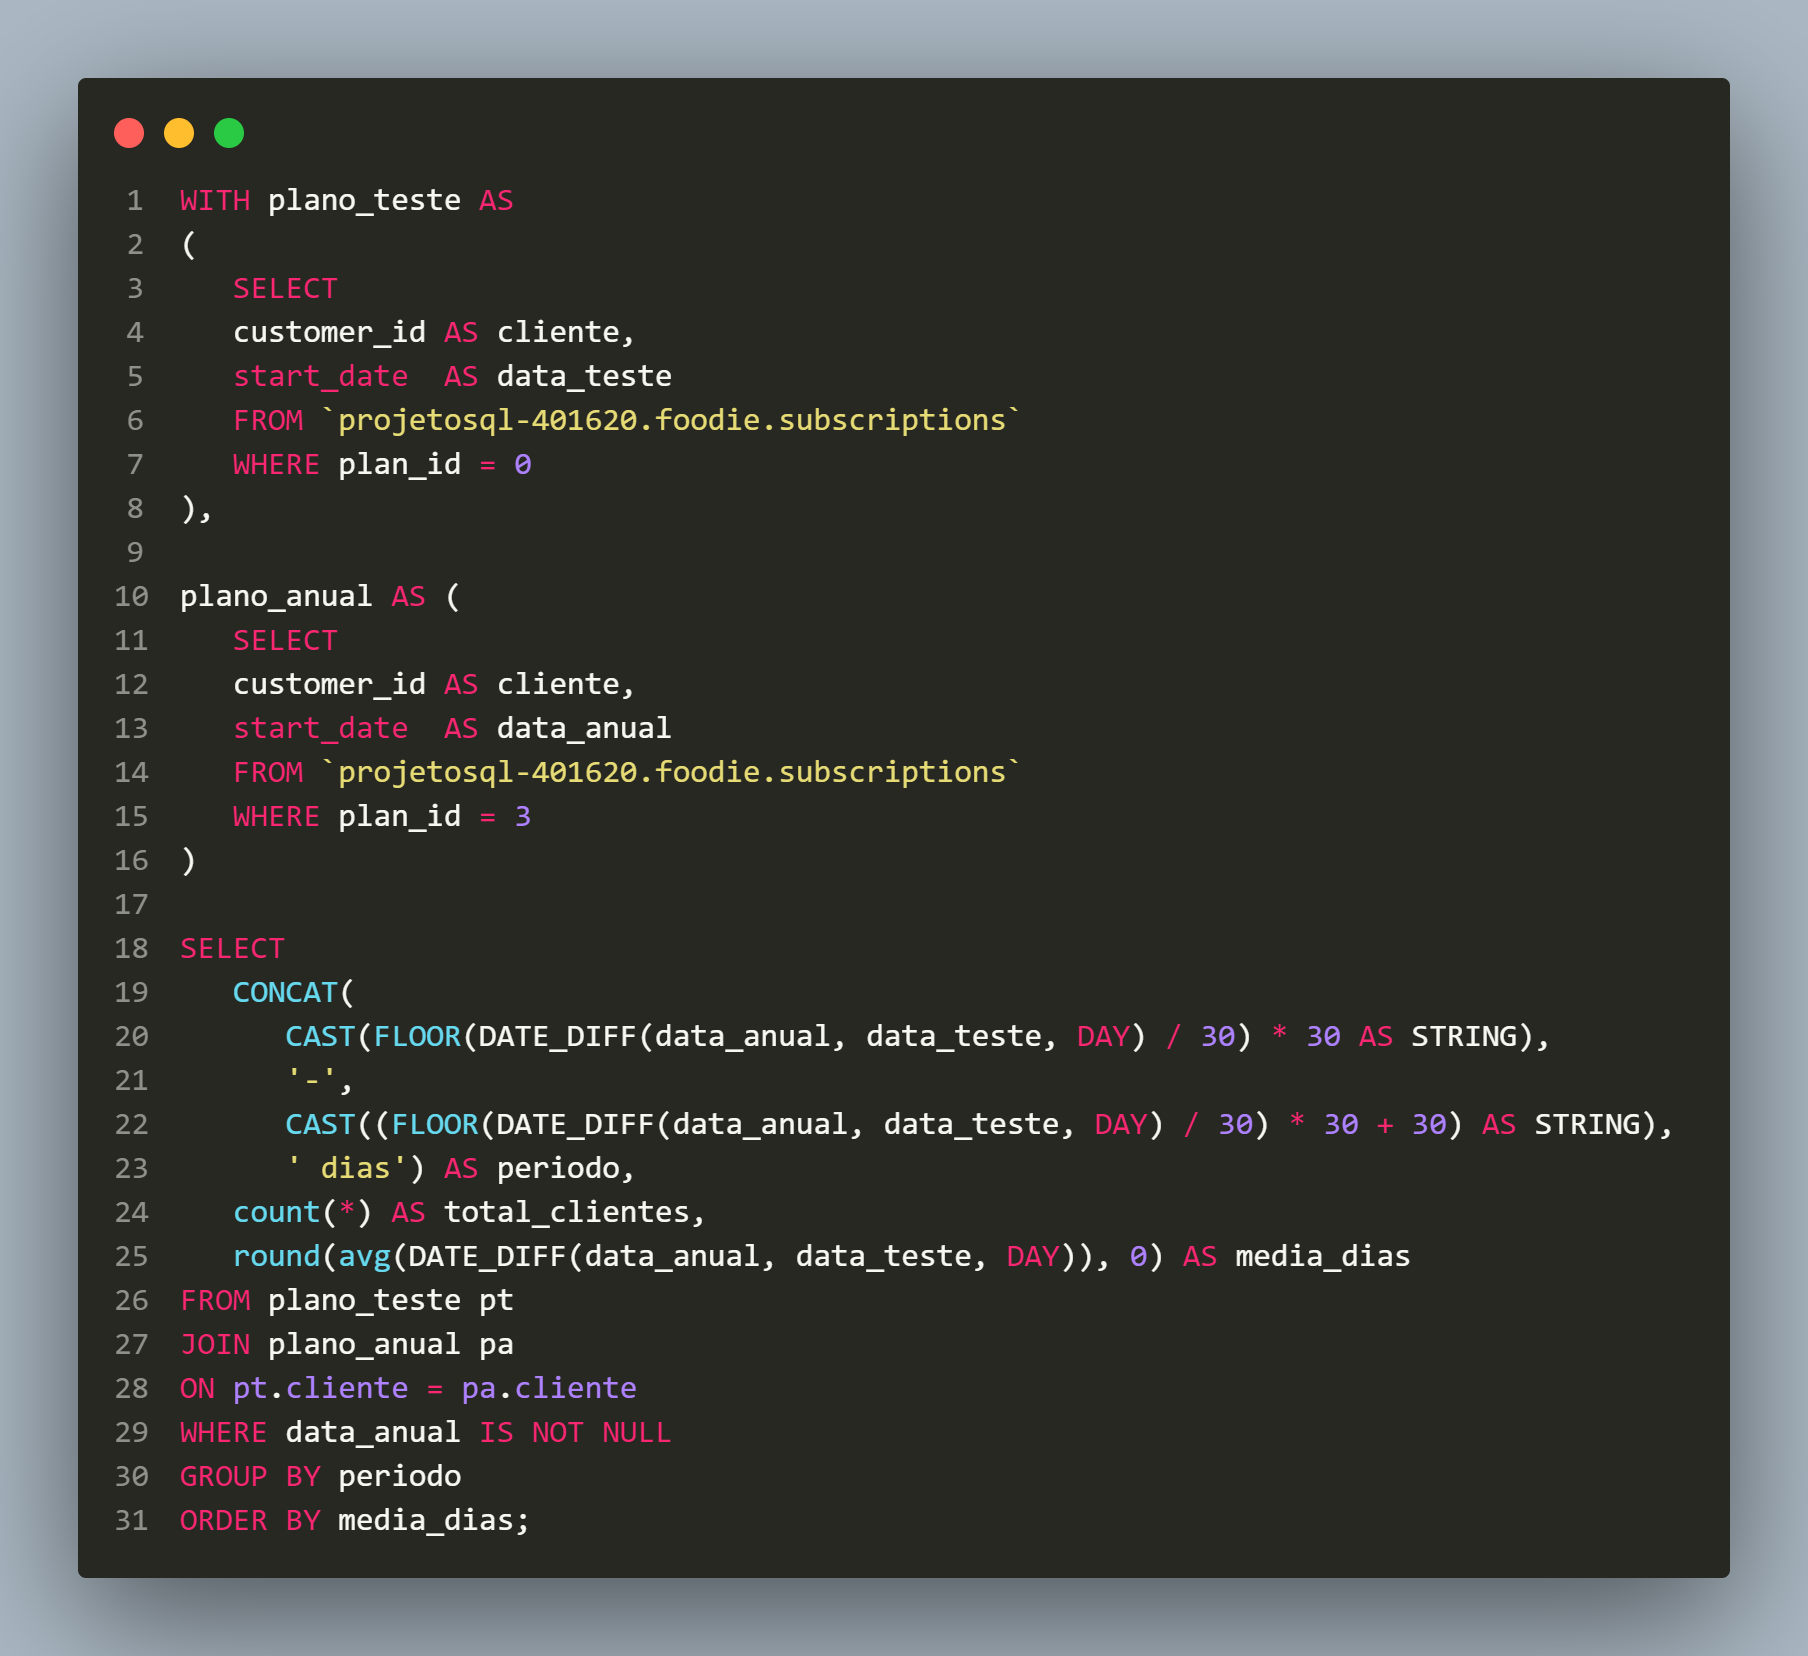 1 WITH plano_teste AS
2 (
3    SELECT
4    customer_id AS cliente,
5    start_date  AS data_teste
6    FROM `projetosql-401620.foodie.subscriptions`
7    WHERE plan_id = 0
8 ),
9
10 plano_anual AS (
11    SELECT
12    customer_id AS cliente,
13    start_date  AS data_anual
14    FROM `projetosql-401620.foodie.subscriptions`
15    WHERE plan_id = 3
16 )
17
18 SELECT
19    CONCAT(
20       CAST(FLOOR(DATE_DIFF(data_anual, data_teste, DAY) / 30) * 30 AS STRING),
21       '-',
22       CAST((FLOOR(DATE_DIFF(data_anual, data_teste, DAY) / 30) * 30 + 30) AS STRING),
23       ' dias') AS periodo,
24    count(*) AS total_clientes,
25    round(avg(DATE_DIFF(data_anual, data_teste, DAY)), 0) AS media_dias
26 FROM plano_teste pt
27 JOIN plano_anual pa
28 ON pt.cliente = pa.cliente
29 WHERE data_anual IS NOT NULL
30 GROUP BY periodo
31 ORDER BY media_dias;